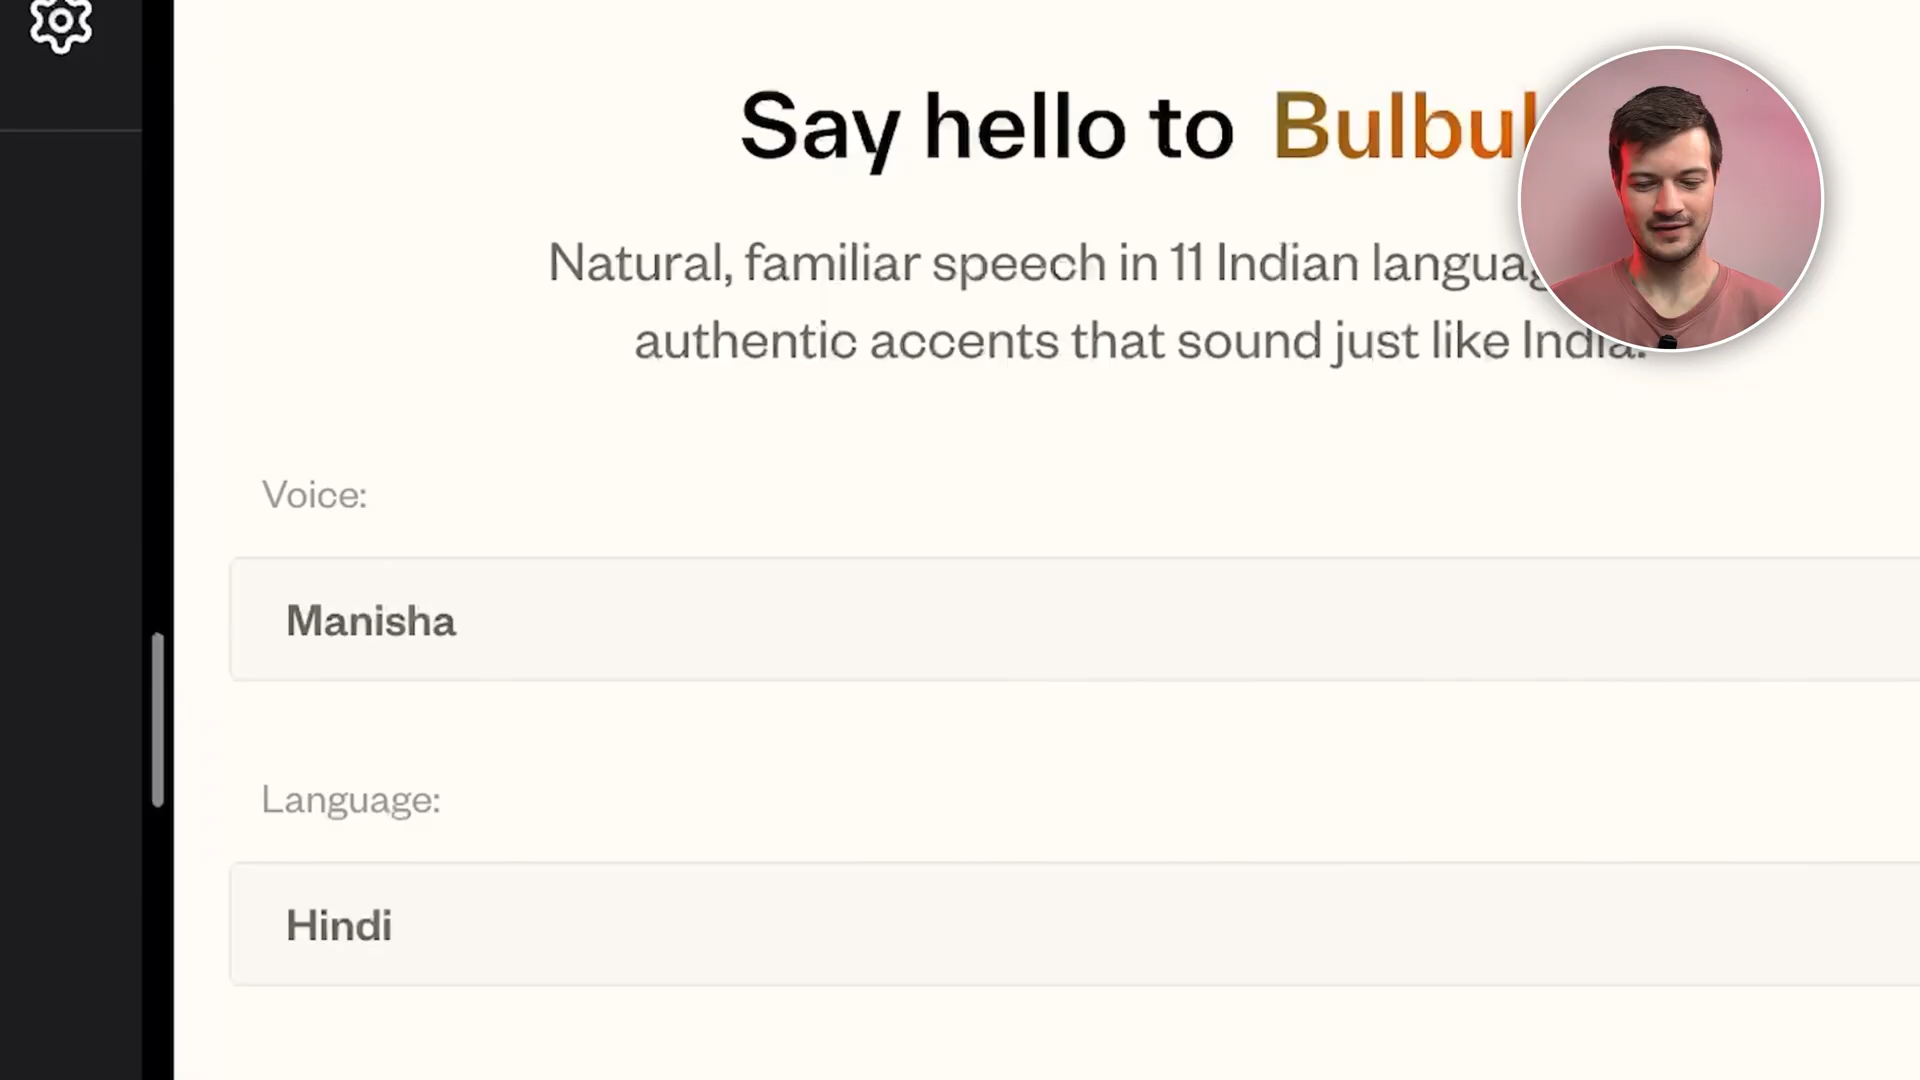 Say hello to Bulbul
Natural, familiar speech in 11 Indian
authentic accents that sound just like India.
Voice:
Manisha
Language:
Hindi